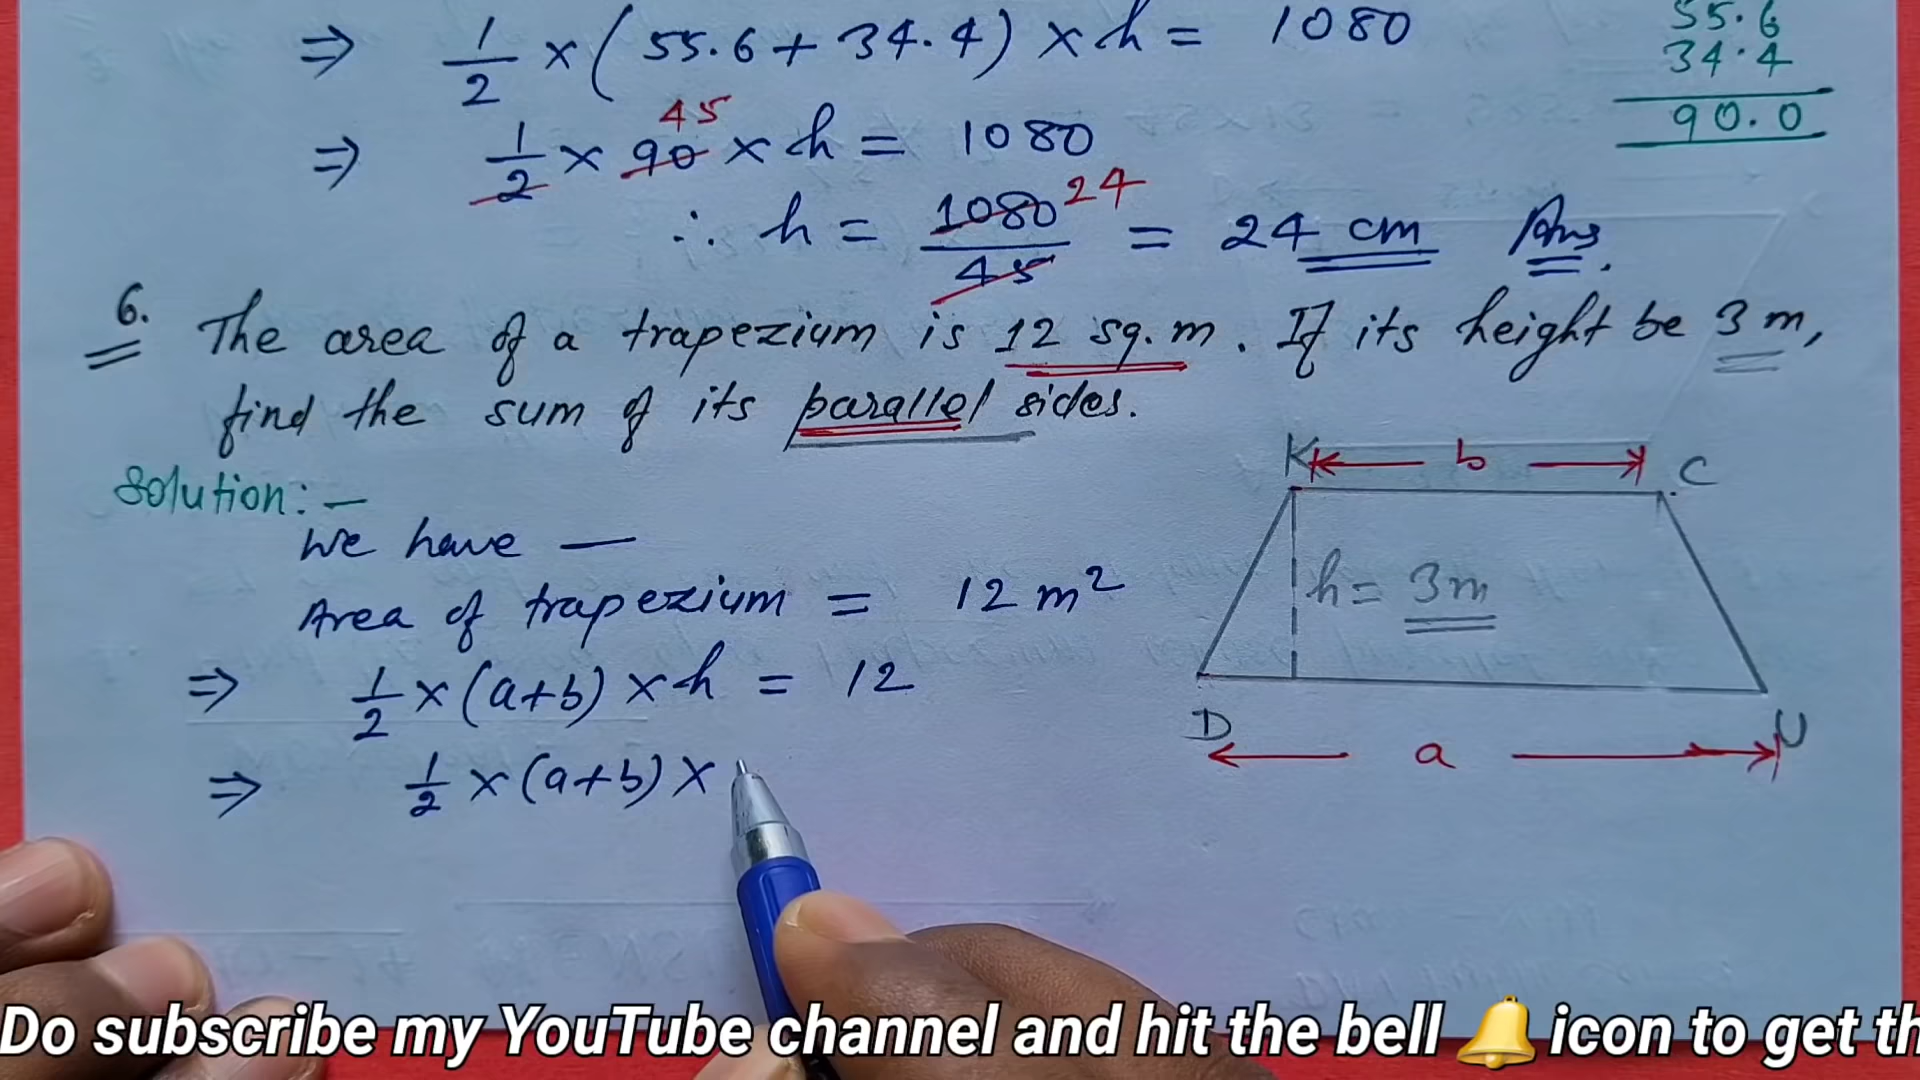 ⇒ 1/2 × (55.6 + 34.4) × h = 1080
55.6
34.4
90.0
45
⇒ 1/2 × 90 × h = 1080
∴ h = 1080/45 24 = 24 cm Ans.
6. The area of a trapezium is 12 sq. m. If its height be 3 m,
find the sum of its parallel sides.
Solution:—
We have —
Area of trapezium = 12 m²
⇒ 1/2 × (a+b) × h = 12
⇒ 1/2 × (a+b) ×
K b C
h = 3m
D U
a
Do subscribe my YouTube channel and hit the bell 🔔 icon to get th